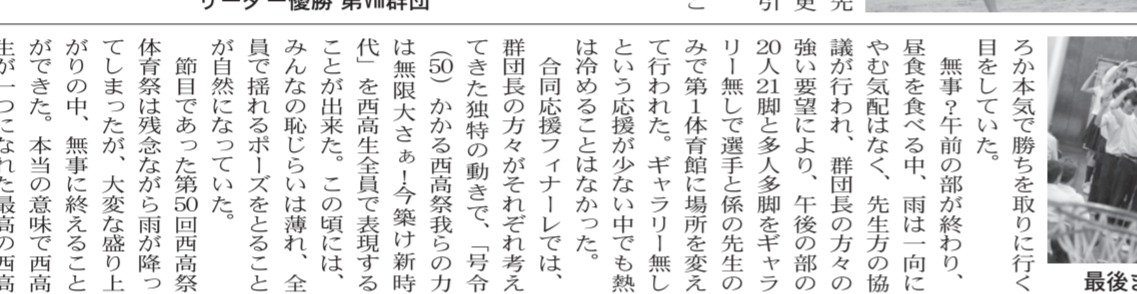 リーダー優勝 第Ⅷ群団
こ
引
更
先
ろか本気で勝ちを取りに行く
目をしていた。
無事？午前の部が終わり、
昼食を食べる中、雨は一向に
やむ気配はなく、先生方の協
議が行われ、群団長の方々の
強い要望により、午後の部の
20人21脚と多人多脚をギャラ
リー無しで選手と係の先生の
みで第1体育館に場所を変え
て行われた。ギャラリー無し
という応援が少ない中でも熱
は冷めることはなかった。
合同応援フィナーレでは、
群団長の方々がそれぞれ考え
てきた独特の動きで、「号令
（50）かかる西高祭我らの力
は無限大さぁ！今築け新時
代」を西高生全員で表現する
ことが出来た。この頃には、
みんなの恥じらいは薄れ、全
員で揺れるポーズをとること
が自然になっていた。
節目であった第50回西高祭
体育祭は残念ながら雨が降っ
てしまったが、大変な盛り上
がりの中、無事に終えること
ができた。本当の意味で西高
生が一つになれた最高の西高
最後ま